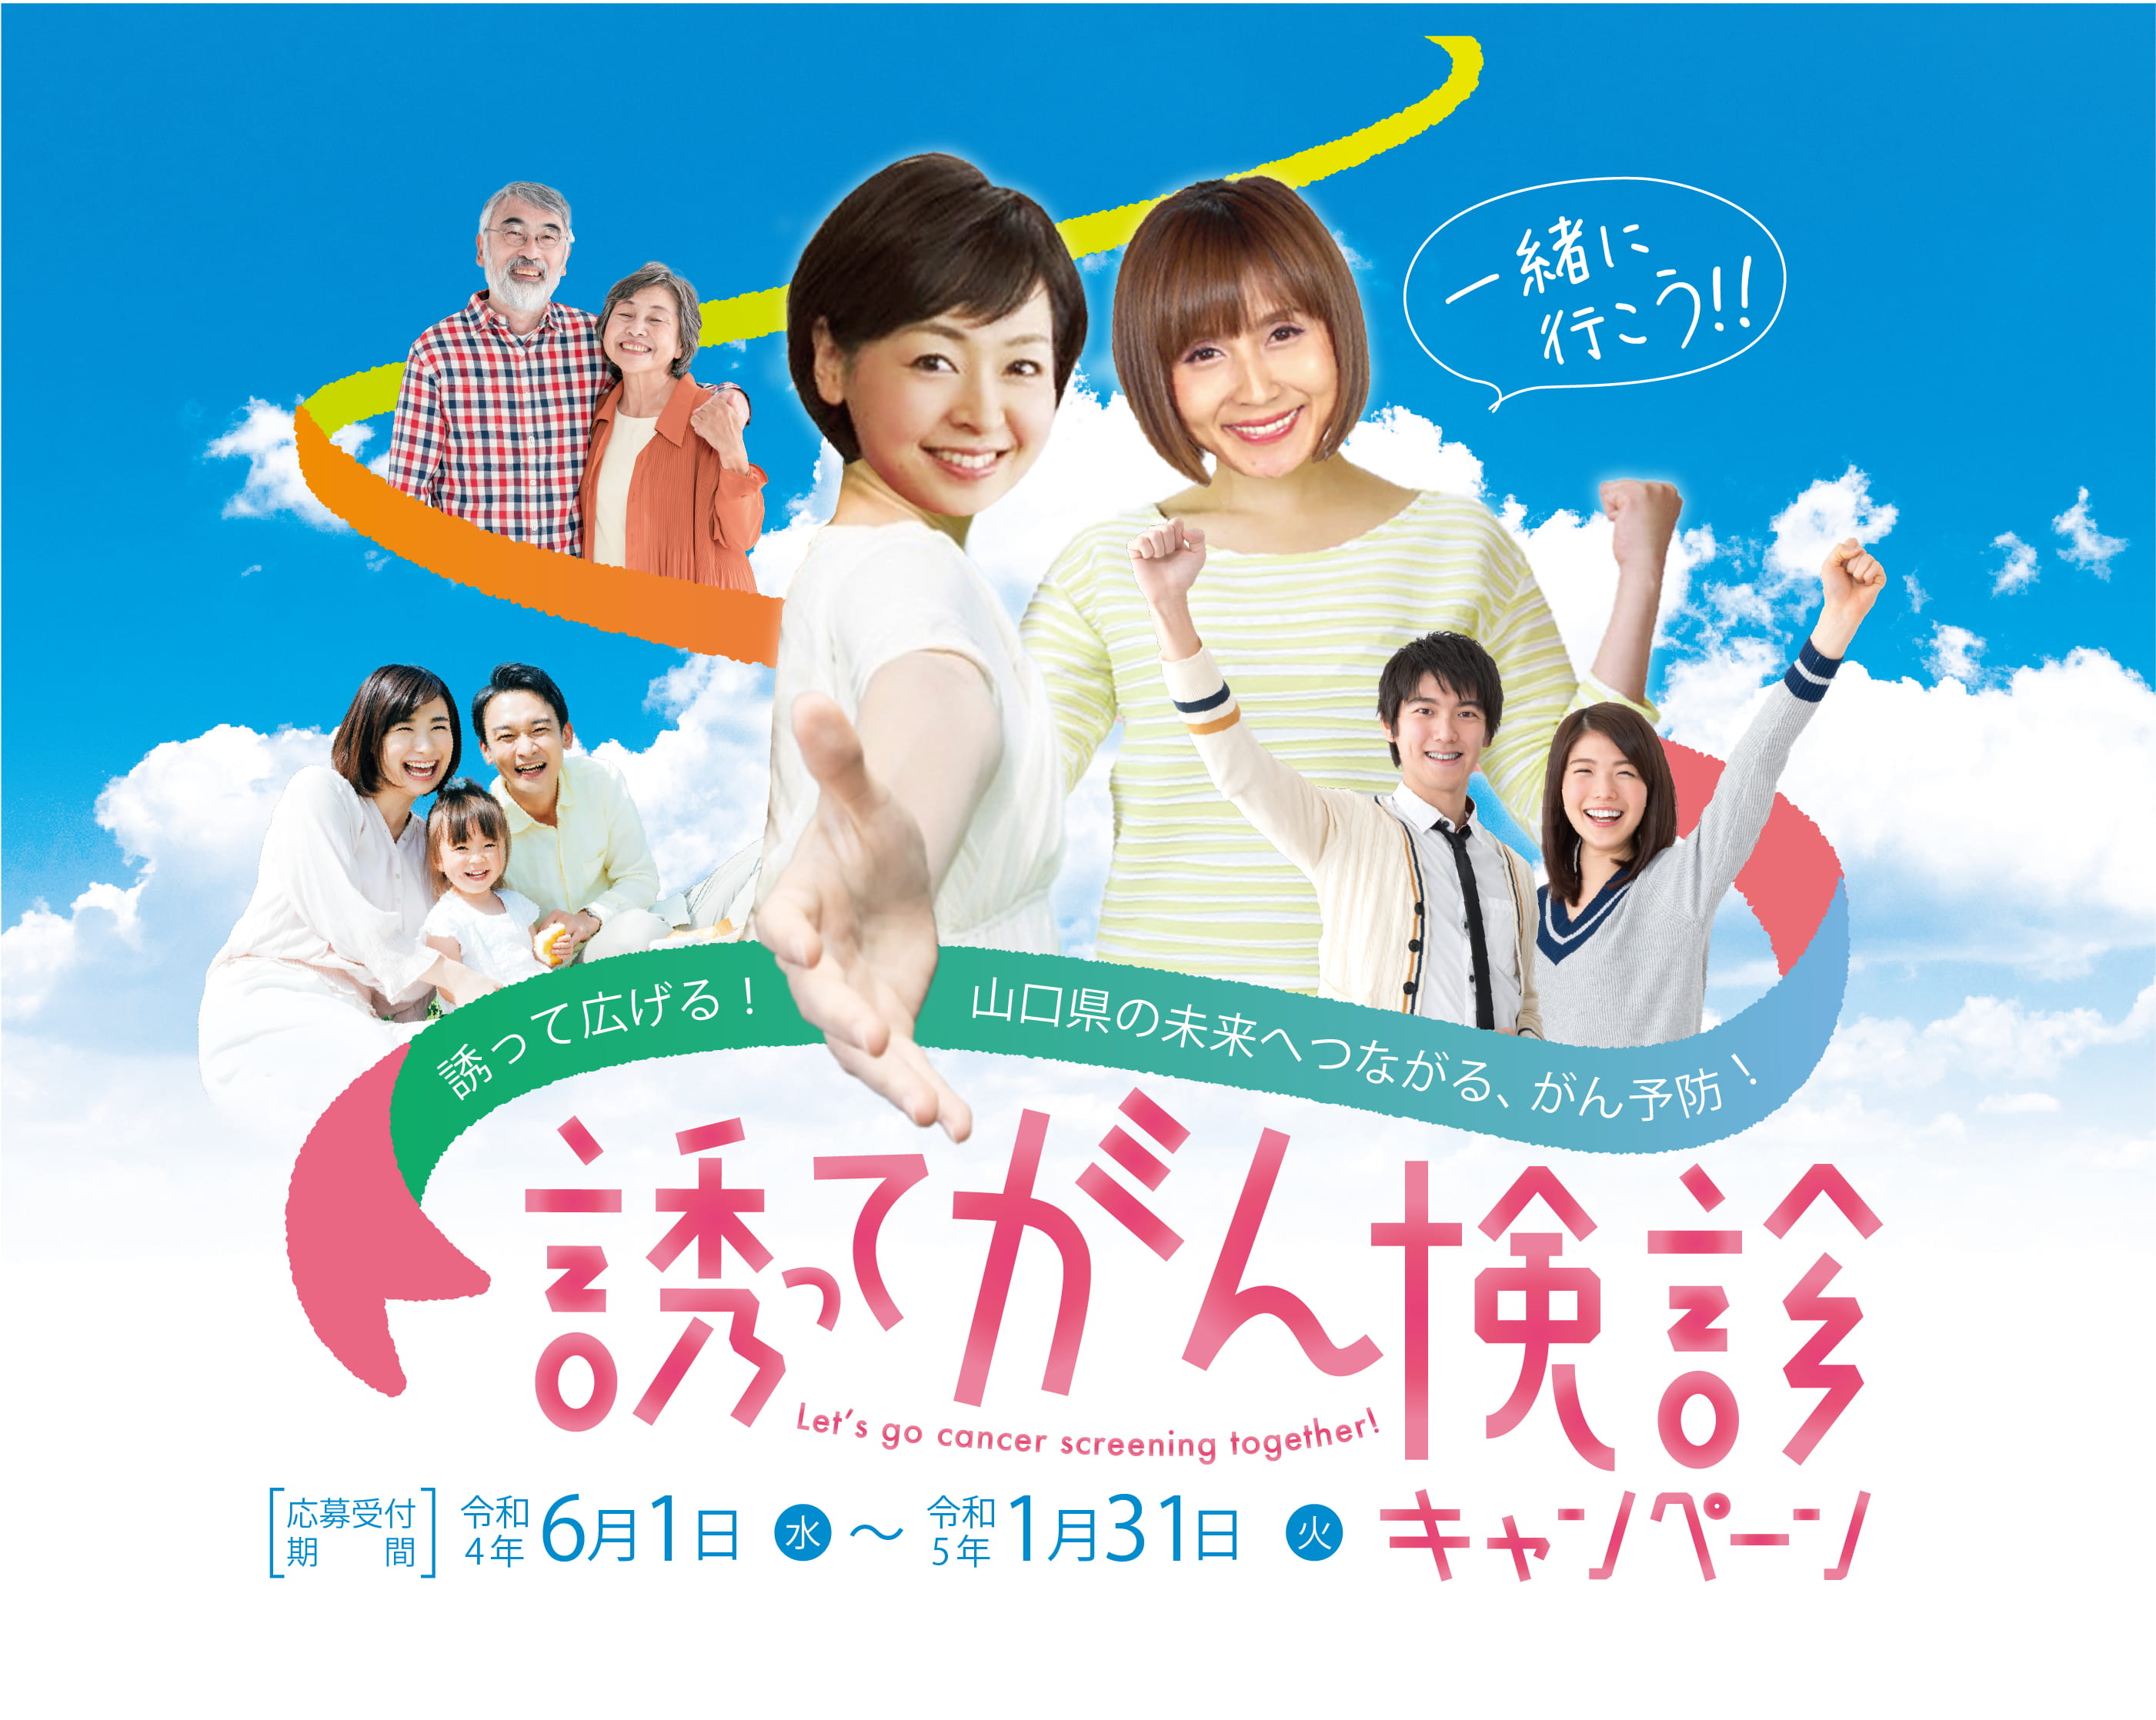 一緒に
行こう!!
誘って広げる！ 山口県の未来へつながる、がん予防！
誘ってがん検診
Let's go cancer screening together!
キャンペーン
[応募受付期間] 令和4年6月1日 水 ～ 令和5年1月31日 火